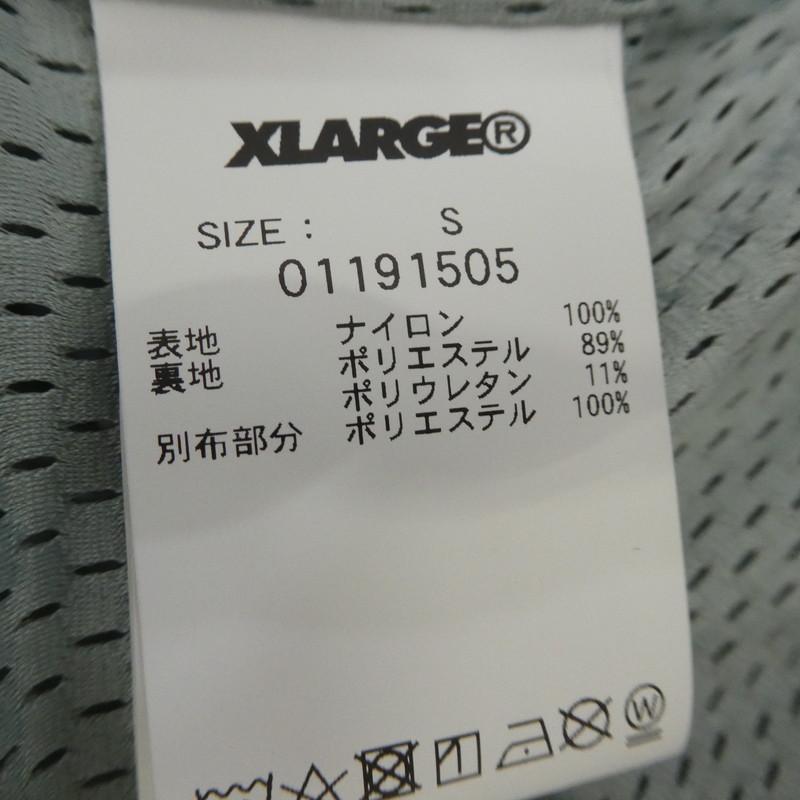 XLARGE®
SIZE : S
01191505
表地 ナイロン 100%
裏地 ポリエステル 89%
ポリウレタン 11%
別布部分 ポリエステル 100%
W